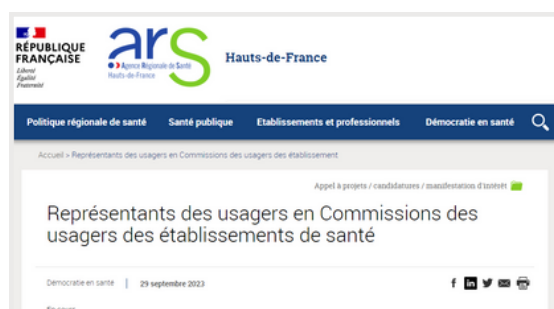 RÉPUBLIQUE
FRANÇAISE
Liberté
Égalité
Fraternité
ars
Agence Régionale de Santé
Hauts-de-France
Hauts-de-France
Politique régionale de santé Santé publique Etablissements et professionnels Démocratie en santé
Accueil > Représentants des usagers en Commissions des usagers des établissement
Appel à projets / candidatures / manifestation d'intérêt
Représentants des usagers en Commissions des
usagers des établissements de santé
Démocratie en santé | 29 septembre 2023
En cours